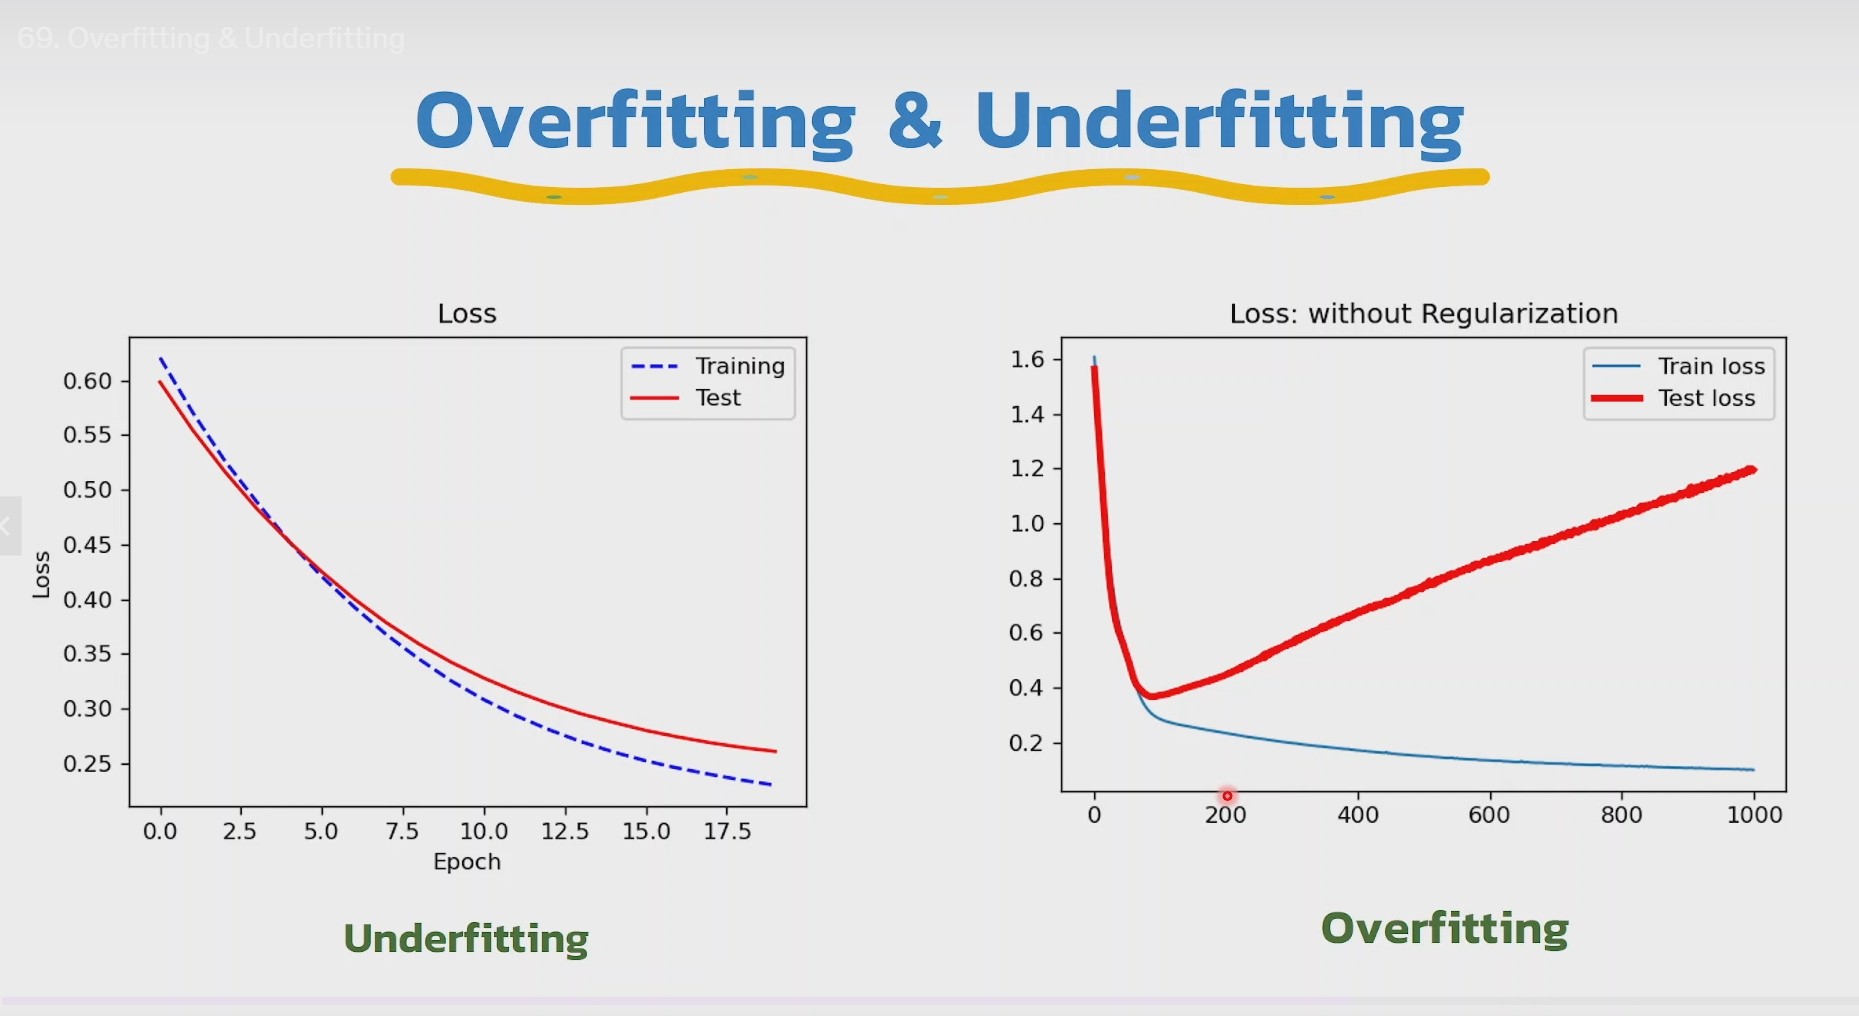 69. Overfitting & Underfitting
Overfitting & Underfitting
Loss
Training
Test
0.60
0.55
0.50
0.45
0.40
0.35
0.30
0.25
Loss
0.0 2.5 5.0 7.5 10.0 12.5 15.0 17.5
Epoch
Underfitting
Loss: without Regularization
Train loss
Test loss
1.6
1.4
1.2
1.0
0.8
0.6
0.4
0.2
0 200 400 600 800 1000
Overfitting